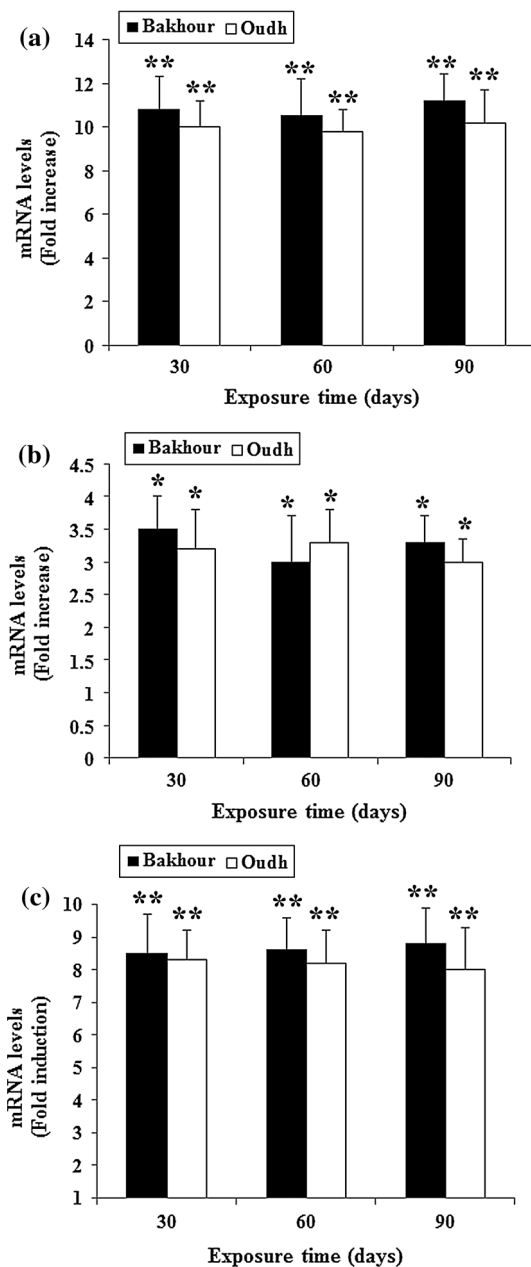 (a)
Bakhour Oudh
14
12
10
8
6
4
2
0
** ** ** ** ** **
mRNA levels
(Fold increase)
30 60 90
Exposure time (days)
(b)
Bakhour Oudh
4.5
4
3.5
3
2.5
2
1.5
1
0.5
0
* * * * * *
mRNA levels
(Fold increase)
30 60 90
Exposure time (days)
Bakhour Oudh
(c)
10
9
8
7
6
5
4
3
2
1
** ** ** ** ** **
mRNA levels
(Fold induction)
30 60 90
Exposure time (days)